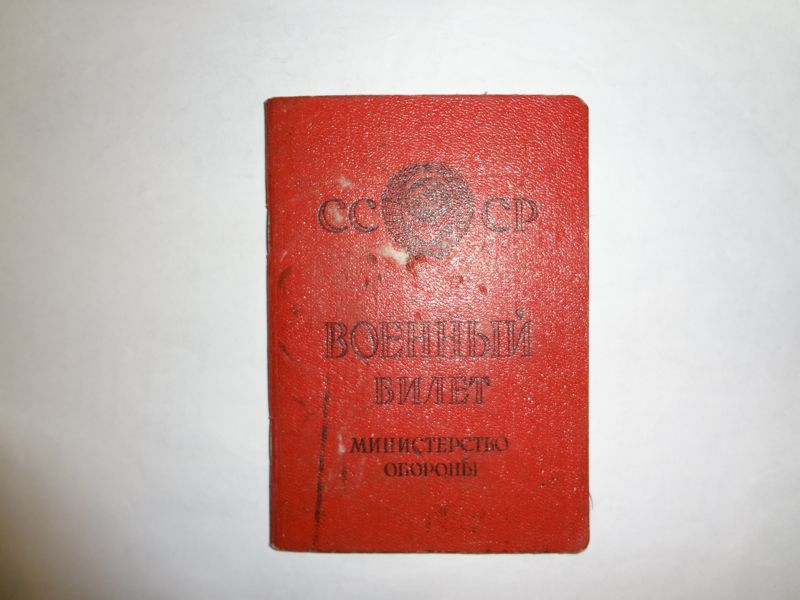 СССР
ВОЕННЫЙ
БИЛЕТ
МИНИСТЕРСТВО
ОБОРОНЫ